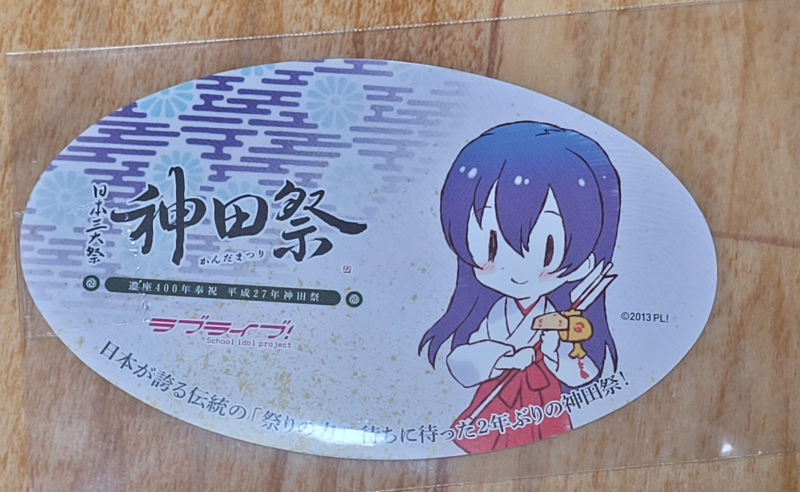 日本三大祭
神田祭
かんだまつり
遷座400年奉祝 平成27年神田祭
ラブライブ!
School idol project
©2013 PL!
日本が誇る伝統の「祭りの力」待ちに待った2年ぶりの神田祭!